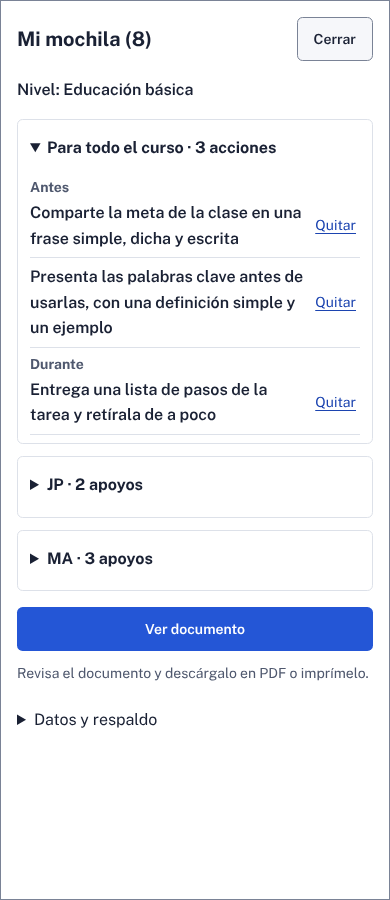 Mi mochila (8)
Cerrar
Nivel: Educación básica
Para todo el curso · 3 acciones
Antes
Comparte la meta de la clase en una
frase simple, dicha y escrita
Quitar
Presenta las palabras clave antes de
usarlas, con una definición simple y
un ejemplo
Quitar
Durante
Entrega una lista de pasos de la
tarea y retírala de a poco
Quitar
JP · 2 apoyos
MA · 3 apoyos
Ver documento
Revisa el documento y descárgalo en PDF o imprímelo.
Datos y respaldo